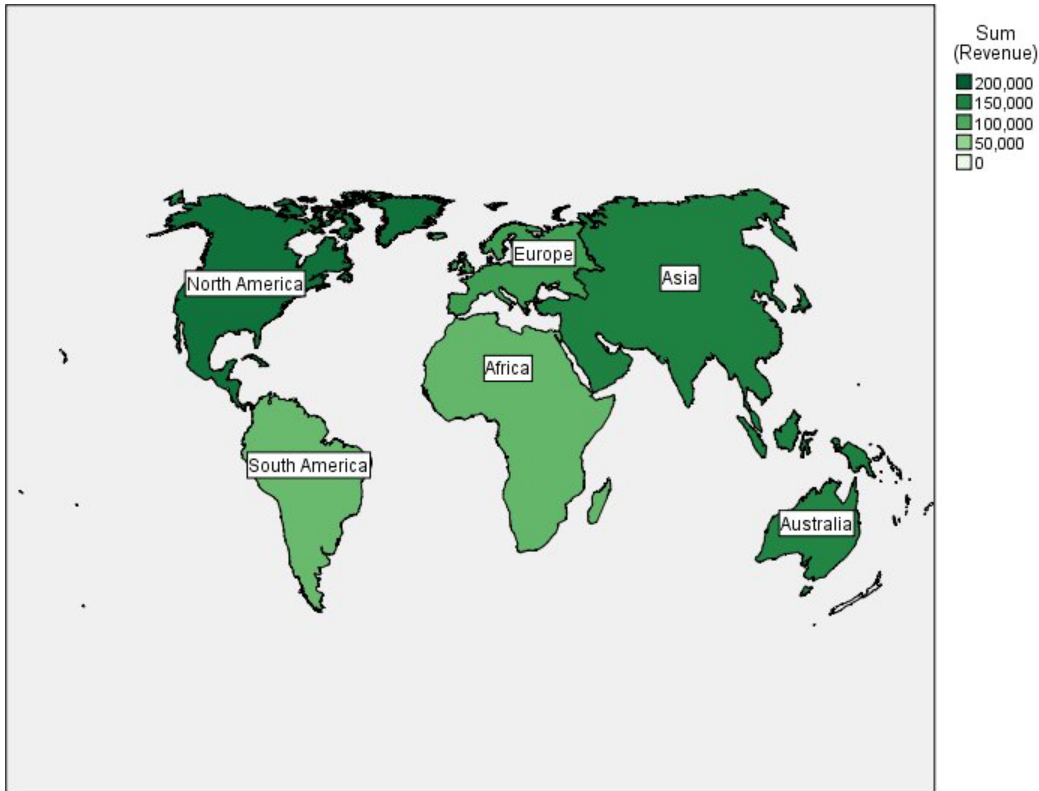 Sum
(Revenue)
200,000
150,000
100,000
50,000
0
Europe
North America
Asia
Africa
South America
Australia